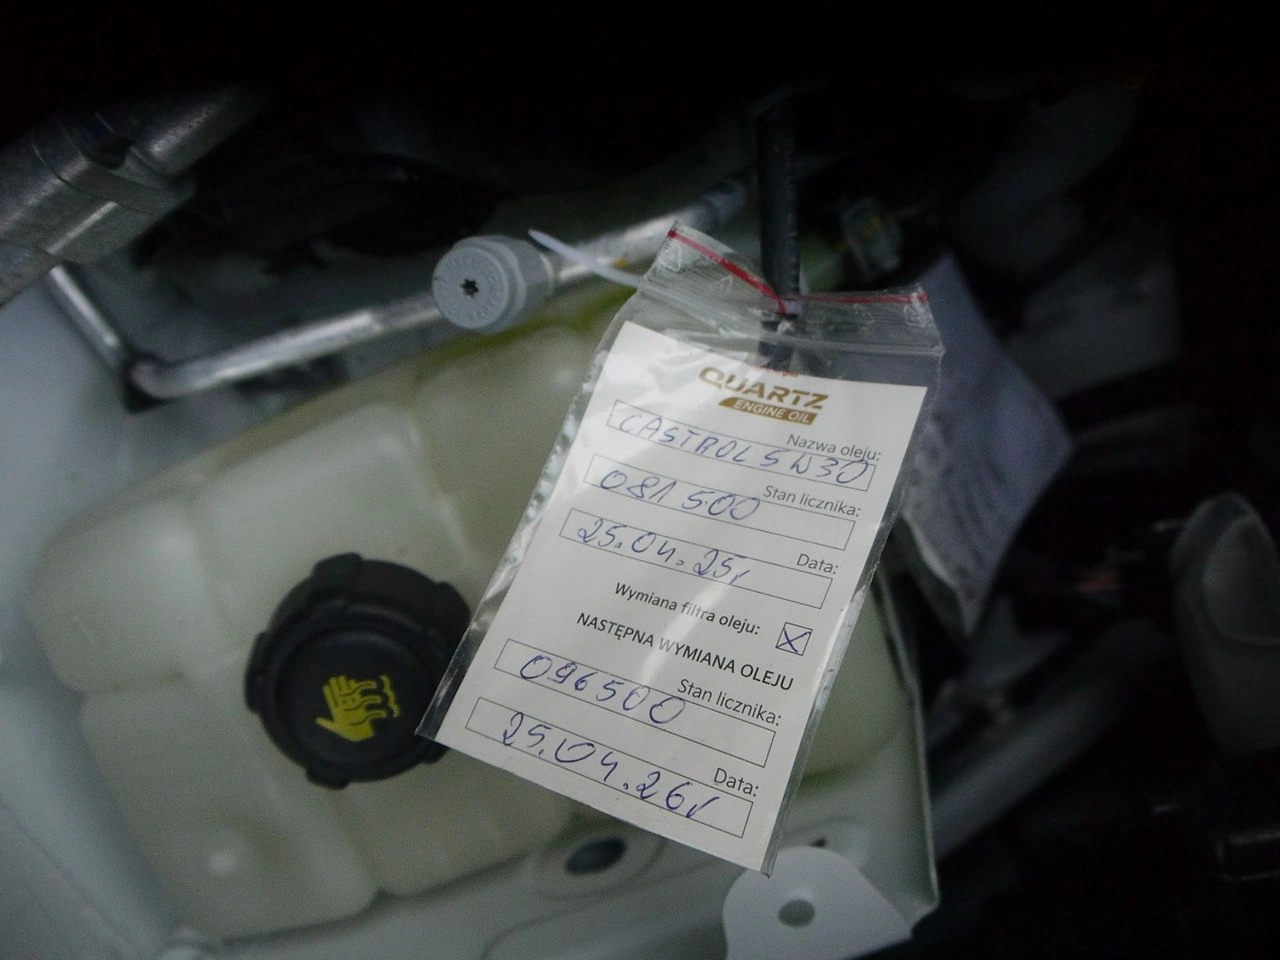 QUARTZ
ENGINE OIL
Nazwa oleju:
CASTROL 5W30
Stan licznika:
081 500
Data:
25.04.25r
Wymiana filtra oleju: X
NASTĘPNA WYMIANA OLEJU
Stan licznika:
096500
Data:
25.04.26r